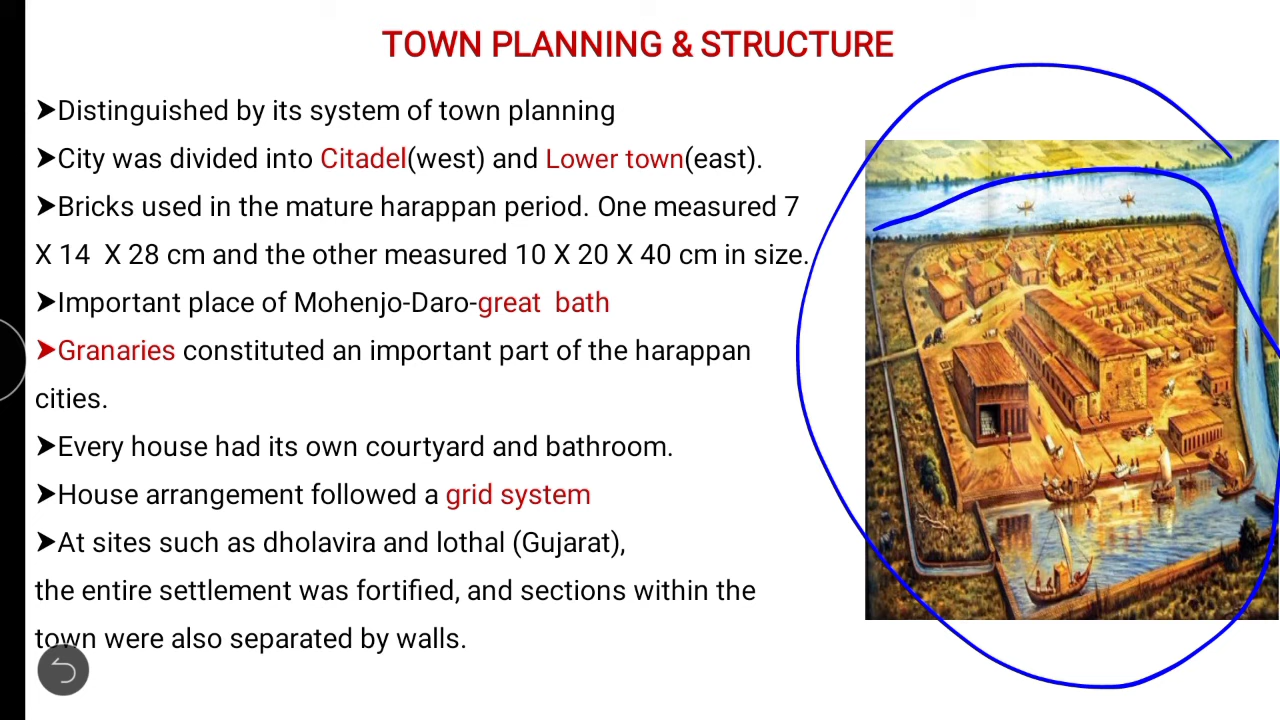 TOWN PLANNING & STRUCTURE
➤Distinguished by its system of town planning
➤City was divided into Citadel(west) and Lower town(east).
➤Bricks used in the mature harappan period. One measured 7
X 14  X 28 cm and the other measured 10 X 20 X 40 cm in size.
➤Important place of Mohenjo-Daro-great  bath
➤Granaries constituted an important part of the harappan
cities.
➤Every house had its own courtyard and bathroom.
➤House arrangement followed a grid system
➤At sites such as dholavira and lothal (Gujarat),
the entire settlement was fortified, and sections within the
town were also separated by walls.